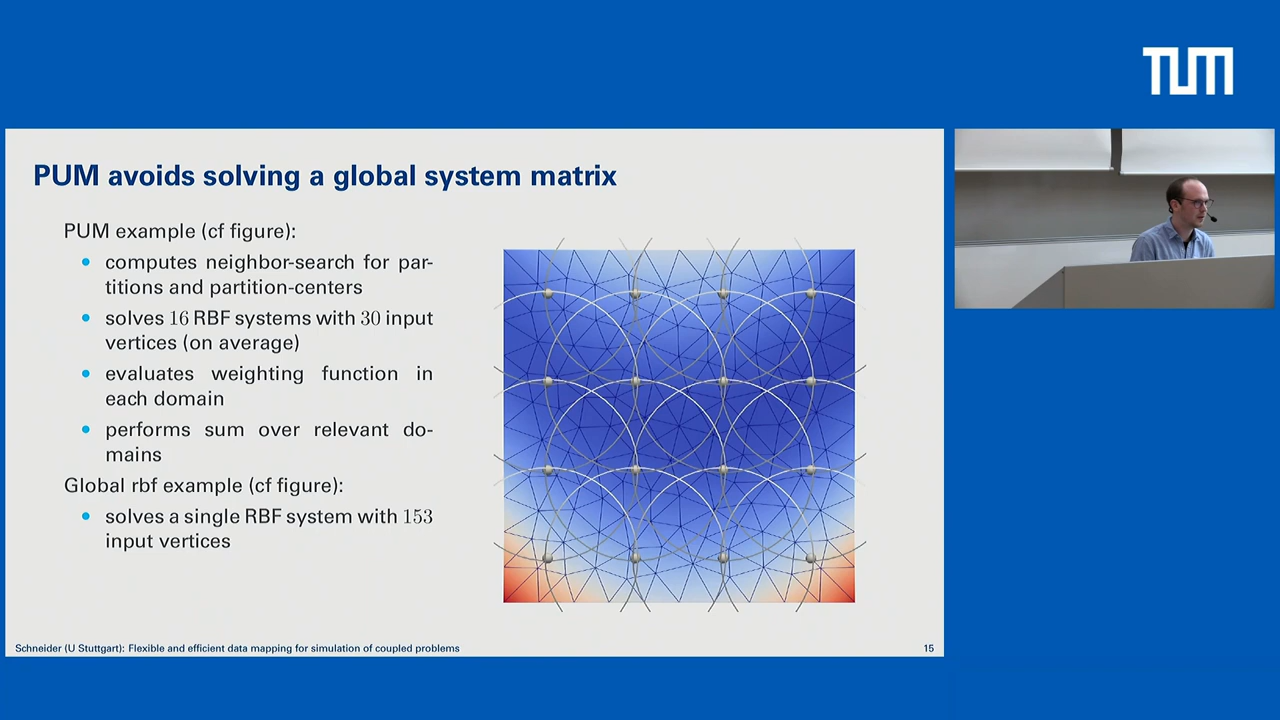 TUM
PUM avoids solving a global system matrix
PUM example (cf figure):
• computes neighbor-search for par-
titions and partition-centers
• solves 16 RBF systems with 30 input
vertices (on average)
• evaluates weighting function in
each domain
• performs sum over relevant do-
mains
Global rbf example (cf figure):
• solves a single RBF system with 153
input vertices
Schneider (U Stuttgart): Flexible and efficient data mapping for simulation of coupled problems
15